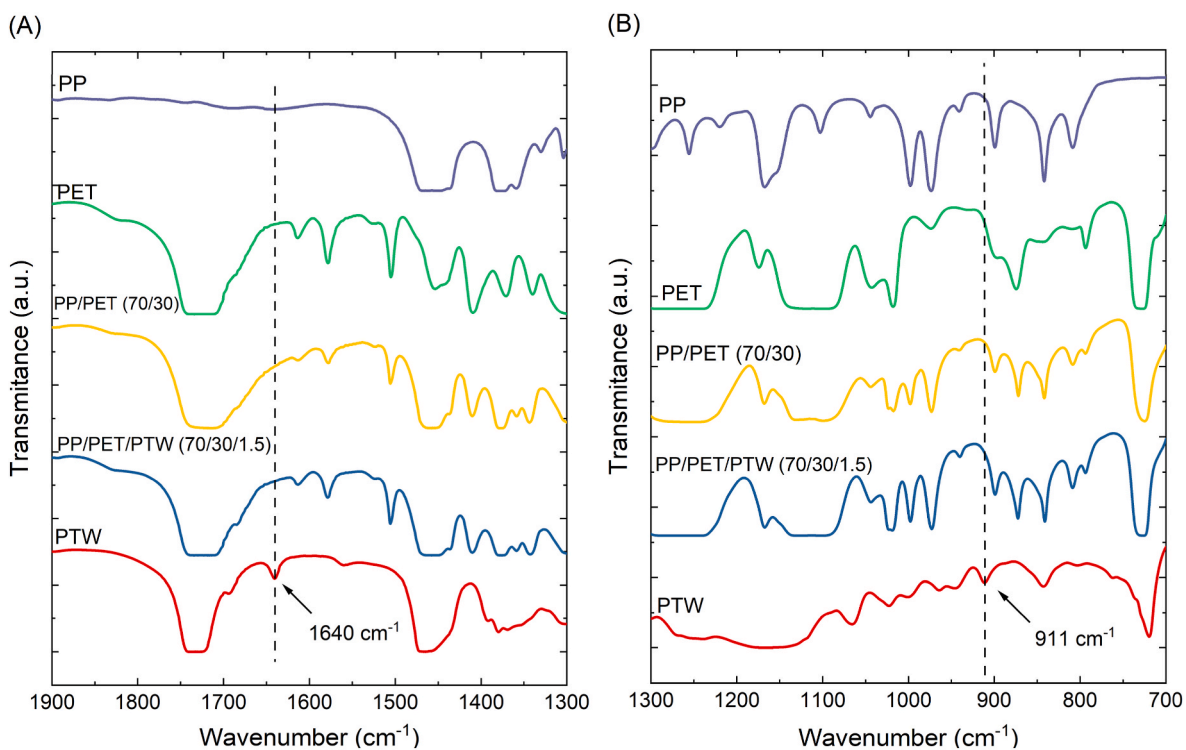 (A)
PP
PET
PP/PET (70/30)
PP/PET/PTW (70/30/1.5)
PTW
1640 cm⁻¹
Transmitance (a.u.)
1900 1800 1700 1600 1500 1400 1300
Wavenumber (cm⁻¹)
(B)
PP
PET
PP/PET (70/30)
PP/PET/PTW (70/30/1.5)
PTW
911 cm⁻¹
Transmitance (a.u.)
1300 1200 1100 1000 900 800 700
Wavenumber (cm⁻¹)